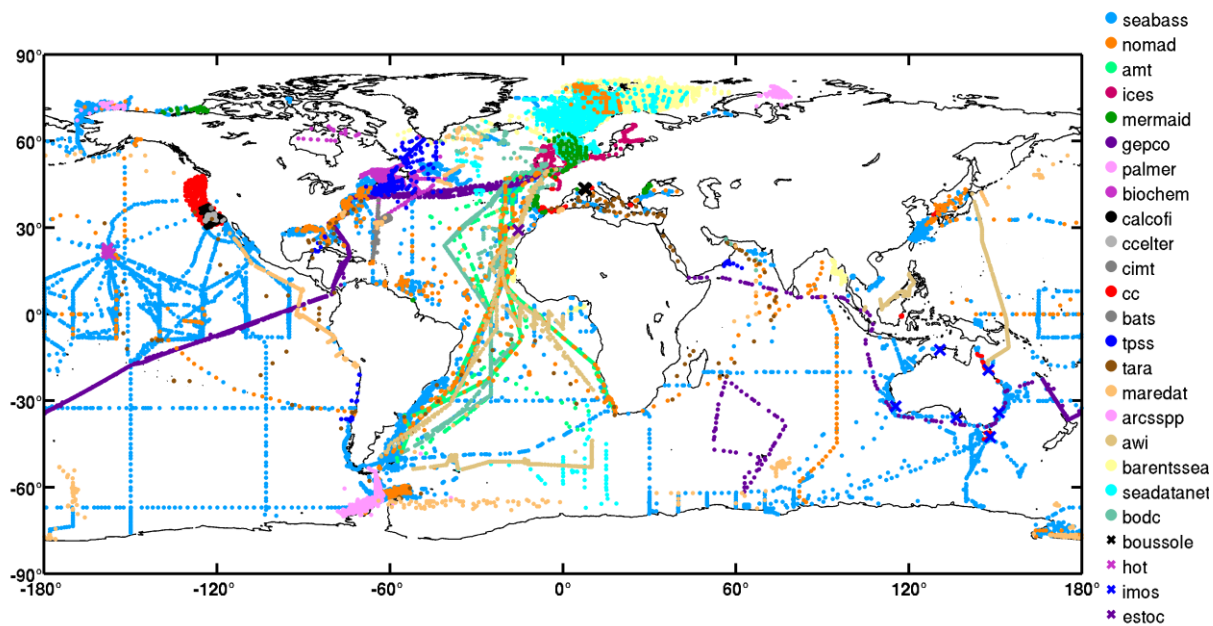 seabass
nomad
amt
ices
mermaid
gepco
palmer
biochem
calcofi
ccelter
cimt
cc
bats
tpss
tara
maredat
arcsspp
awi
barentssea
seadatanet
bodc
boussole
hot
imos
estoc
90°
60°
30°
0°
-30°
-60°
-90°
-180° -120° -60° 0° 60° 120° 180°